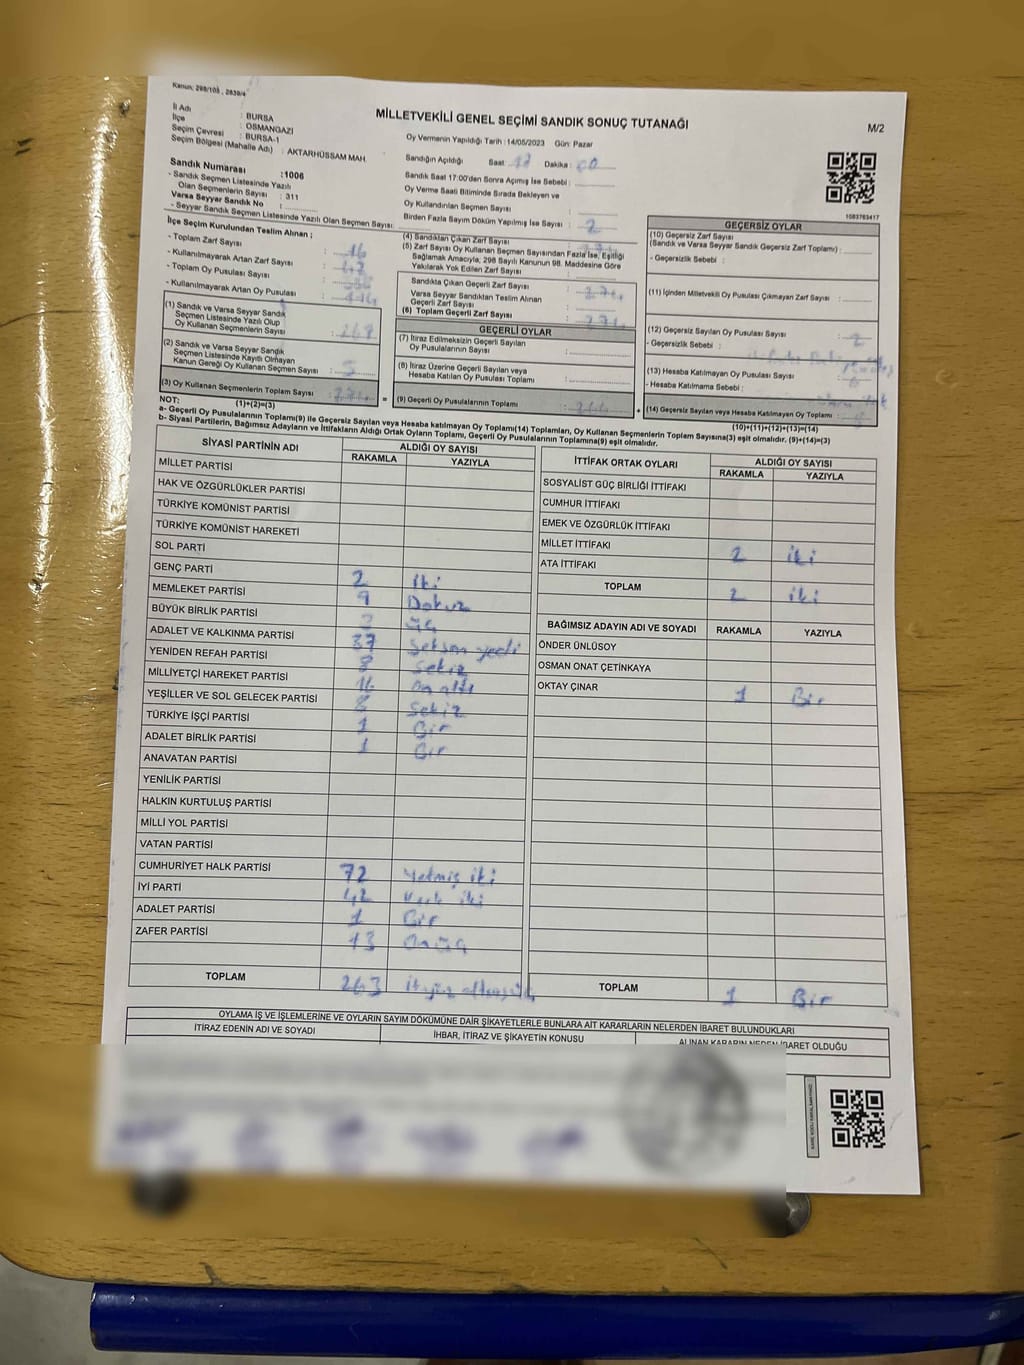 Kanun; 298/105 , 2839/4
MİLLETVEKİLİ GENEL SEÇİMİ SANDIK SONUÇ TUTANAĞI
M/2
İl Adı : BURSA
İlçe : OSMANGAZİ
Seçim Çevresi : BURSA-1
Seçim Bölgesi (Mahalle Adı) : AKTARHÜSSAM MAH.
Oy Vermenin Yapıldığı Tarih :14/05/2023 Gün: Pazar
Sandığın Açıldığı Saat : 17 Dakika : 00
Sandık Saat 17:00'den Sonra Açılmış İse Sebebi :
Oy Verme Saati Bitiminde Sırada Bekleyen ve
Oy Kullandırılan Seçmen Sayısı :
Birden Fazla Sayım Döküm Yapılmış İse Sayısı : 2
1083763417
Sandık Numarası :1006
- Sandık Seçmen Listesinde Yazılı
Olan Seçmenlerin Sayısı : 311
Varsa Seyyar Sandık No :
- Seyyar Sandık Seçmen Listesinde Yazılı Olan Seçmen Sayısı:
İlçe Seçim Kurulundan Teslim Alınan ;
- Toplam Zarf Sayısı :
- Kullanılmayarak Artan Zarf Sayısı :
- Toplam Oy Pusulası Sayısı :
- Kullanılmayarak Artan Oy Pusulası :
(1) Sandık ve Varsa Seyyar Sandık
Seçmen Listesinde Yazılı Olup
Oy Kullanan Seçmenlerin Sayısı :
(2) Sandık ve Varsa Seyyar Sandık
Seçmen Listesinde Kayıtlı Olmayan
Kanun Gereği Oy Kullanan Seçmen Sayısı :
(3) Oy Kullanan Seçmenlerin Toplam Sayısı :
(1)+(2)=(3)
(4) Sandıktan Çıkan Zarf Sayısı :
(5) Zarf Sayısı Oy Kullanan Seçmen Sayısından Fazla İse, Eşitliği
Sağlamak Amacıyla, 298 Sayılı Kanunun 98. Maddesine Göre
Yakılarak Yok Edilen Zarf Sayısı :
Sandıkta Çıkan Geçerli Zarf Sayısı :
Varsa Seyyar Sandıktan Teslim Alınan
Geçerli Zarf Sayısı :
(6) Toplam Geçerli Zarf Sayısı :
GEÇERLİ OYLAR
(7) İtiraz Edilmeksizin Geçerli Sayılan
Oy Pusulalarının Sayısı :
(8) İtiraz Üzerine Geçerli Sayılan veya
Hesaba Katılan Oy Pusulası Toplamı :
(9) Geçerli Oy Pusulalarının Toplamı :
GEÇERSİZ OYLAR
(10) Geçersiz Zarf Sayısı
(Sandık ve Varsa Seyyar Sandık Geçersiz Zarf Toplamı) :
- Geçersizlik Sebebi :
(11) İçinden Milletvekili Oy Pusulası Çıkmayan Zarf Sayısı :
(12) Geçersiz Sayılan Oy Pusulası Sayısı : 2
- Geçersizlik Sebebi :
(13) Hesaba Katılmayan Oy Pusulası Sayısı :
- Hesaba Katılmama Sebebi :
(14) Geçersiz Sayılan veya Hesaba Katılmayan Oy Toplamı :
(10)+(11)+(12)+(13)=(14)
NOT:
a- Geçerli Oy Pusulalarının Toplamı(9) ile Geçersiz Sayılan veya Hesaba Katılmayan Oy Toplamı(14) Toplamları, Oy Kullanan Seçmenlerin Toplam Sayısına(3) eşit olmalıdır. (9)+(14)=(3)
b- Siyasi Partilerin, Bağımsız Adayların ve İttifakların Aldığı Ortak Oyların Toplamı, Geçerli Oy Pusulalarının Toplamına(9) eşit olmalıdır.
SİYASİ PARTİNİN ADI ALDIĞI OY SAYISI
RAKAMLA YAZIYLA
MİLLET PARTİSİ
HAK VE ÖZGÜRLÜKLER PARTİSİ
TÜRKİYE KOMÜNİST PARTİSİ
TÜRKİYE KOMÜNİST HAREKETİ
SOL PARTİ
GENÇ PARTİ 2 iki
MEMLEKET PARTİSİ 9 Dokuz
BÜYÜK BİRLİK PARTİSİ 3 üç
ADALET VE KALKINMA PARTİSİ Seksen yedi
YENİDEN REFAH PARTİSİ 8 Sekiz
MİLLİYETÇİ HAREKET PARTİSİ 16 on altı
YEŞİLLER VE SOL GELECEK PARTİSİ 8 Sekiz
TÜRKİYE İŞÇİ PARTİSİ 1 Bir
ADALET BİRLİK PARTİSİ 1 Bir
ANAVATAN PARTİSİ
YENİLİK PARTİSİ
HALKIN KURTULUŞ PARTİSİ
MİLLİ YOL PARTİSİ
VATAN PARTİSİ
CUMHURİYET HALK PARTİSİ 72 Yetmiş iki
İYİ PARTİ 42 Kırk iki
ADALET PARTİSİ 1 Bir
ZAFER PARTİSİ 13 Onüç
TOPLAM 263
İTTİFAK ORTAK OYLARI ALDIĞI OY SAYISI
RAKAMLA YAZIYLA
SOSYALİST GÜÇ BİRLİĞİ İTTİFAKI
CUMHUR İTTİFAKI
EMEK VE ÖZGÜRLÜK İTTİFAKI
MİLLET İTTİFAKI 2 iki
ATA İTTİFAKI
TOPLAM 2 iki
BAĞIMSIZ ADAYIN ADI VE SOYADI RAKAMLA YAZIYLA
ÖNDER ÜNLÜSOY
OSMAN ONAT ÇETİNKAYA
OKTAY ÇINAR 1 Bir
TOPLAM 1 Bir
OYLAMA İŞ VE İŞLEMLERİNE VE OYLARIN SAYIM DÖKÜMÜNE DAİR ŞİKAYETLERLE BUNLARA AİT KARARLARIN NELERDEN İBARET BULUNDUKLARI
İTİRAZ EDENİN ADI VE SOYADI İHBAR, İTİRAZ VE ŞİKAYETİN KONUSU ALINAN KARARIN NEDEN İBARET OLDUĞU